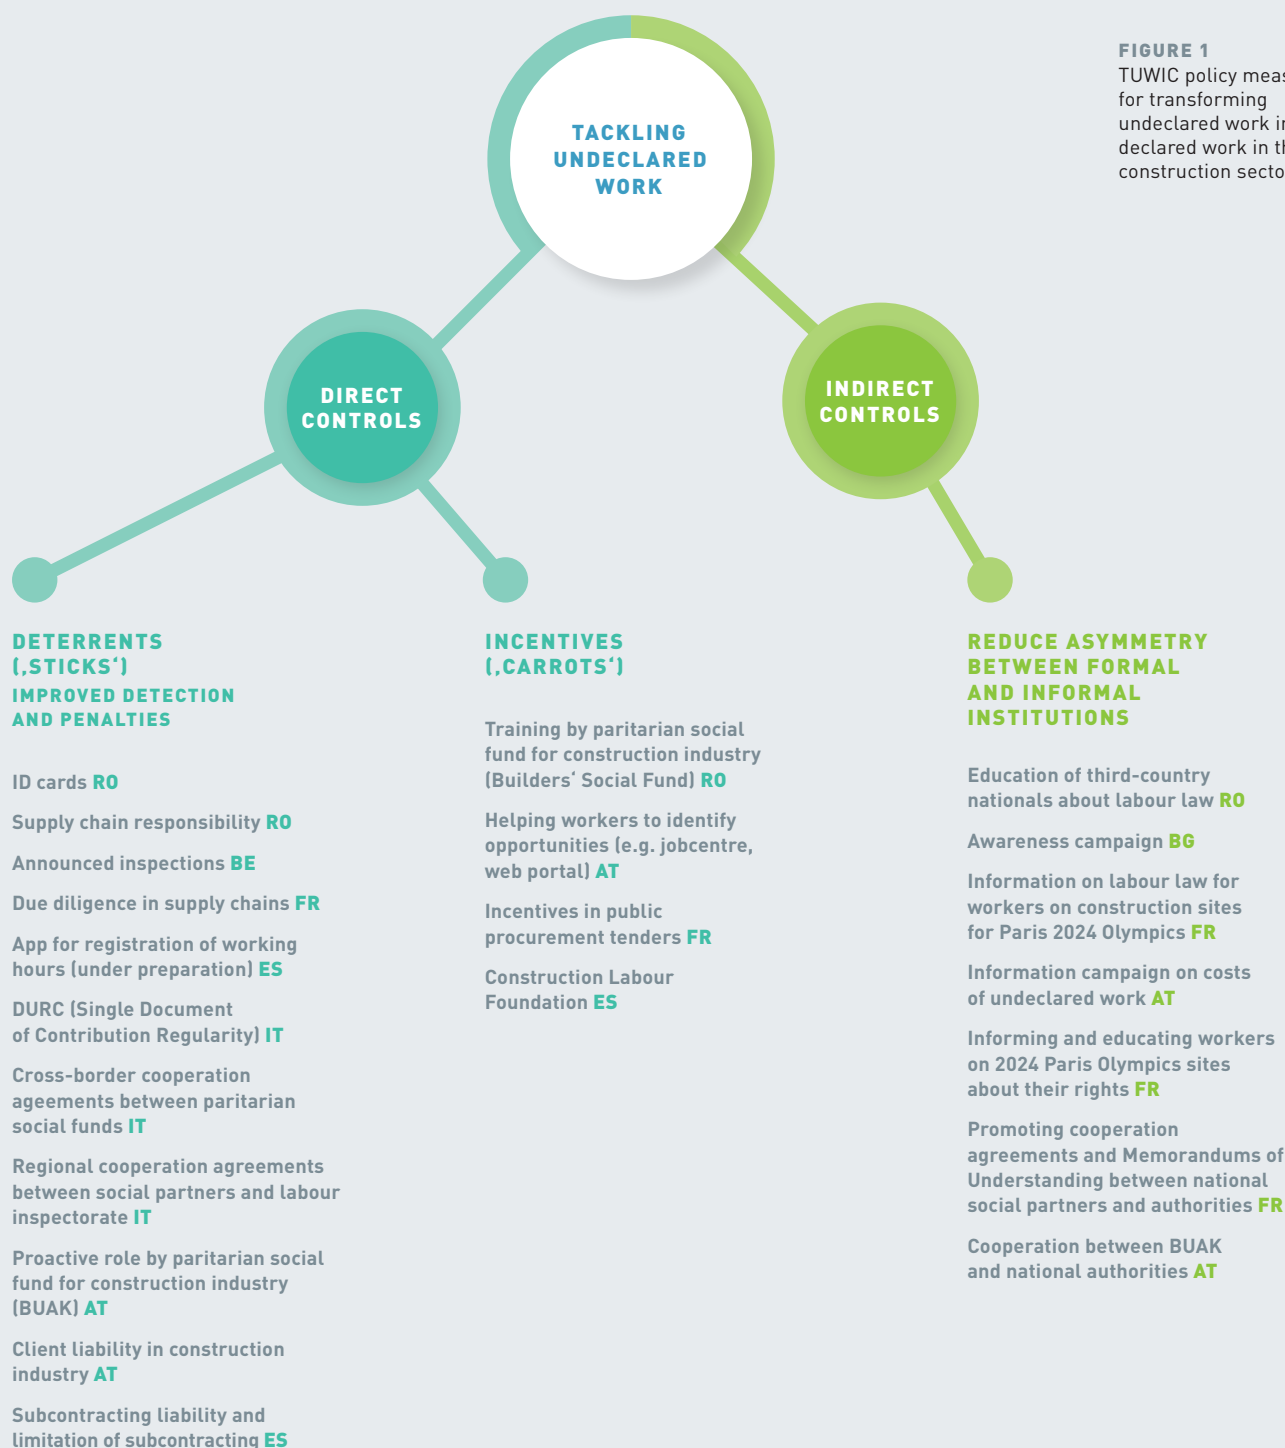 FIGURE 1
TUWIC policy
for transforming
undeclared work
declared work in
construction
TACKLING
UNDECLARED
WORK
DIRECT
CONTROLS
INDIRECT
CONTROLS
DETERRENTS
(‚STICKS‘)
IMPROVED DETECTION
AND PENALTIES
ID cards RO
Supply chain responsibility RO
Announced inspections BE
Due diligence in supply chains FR
App for registration of working
hours (under preparation) ES
DURC (Single Document
of Contribution Regularity) IT
Cross-border cooperation
ageements between paritarian
social funds IT
Regional cooperation agreements
between social partners and labour
inspectorate IT
Proactive role by paritarian social
fund for construction industry
(BUAK) AT
Client liability in construction
industry AT
Subcontracting liability and
limitation of subcontracting ES
INCENTIVES
(‚CARROTS‘)
Training by paritarian social
fund for construction industry
(Builders‘ Social Fund) RO
Helping workers to identify
opportunities (e.g. jobcentre,
web portal) AT
Incentives in public
procurement tenders FR
Construction Labour
Foundation ES
REDUCE ASYMMETRY
BETWEEN FORMAL
AND INFORMAL
INSTITUTIONS
Education of third-country
nationals about labour law RO
Awareness campaign BG
Information on labour law for
workers on construction sites
for Paris 2024 Olympics FR
Information campaign on costs
of undeclared work AT
Informing and educating workers
on 2024 Paris Olympics sites
about their rights FR
Promoting cooperation
agreements and Memorandums of
Understanding between national
social partners and authorities FR
Cooperation between BUAK
and national authorities AT